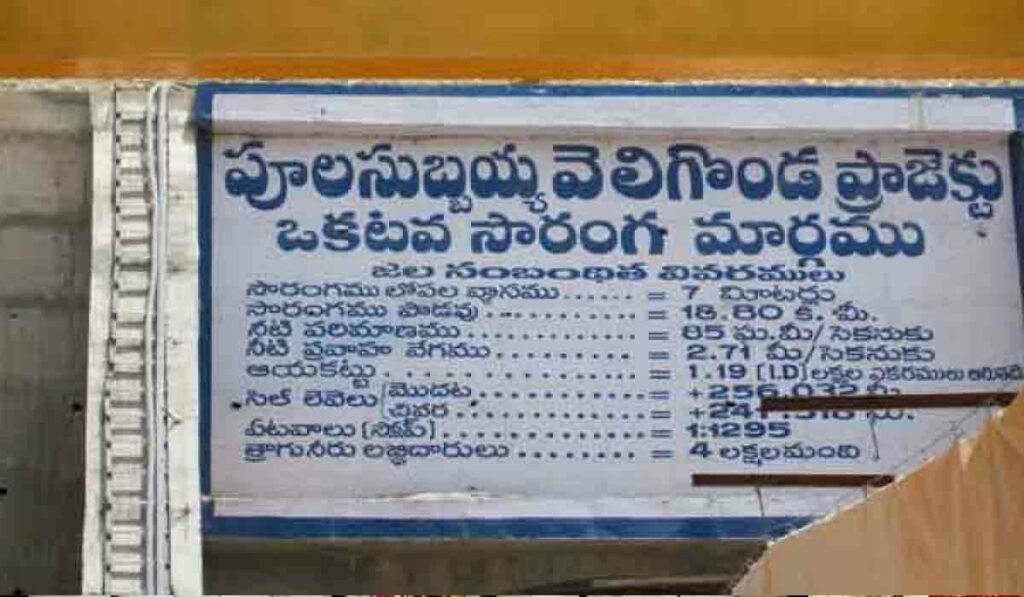 పూలసుబ్బయ్య వెలిగొండ ప్రాజెక్టు
ఒకటవ సొరంగ మార్గము
జల సంబంధిత వివరములు
సొరంగము లోపల వ్యాసము...... = 7 మీటర్లు
సొరంగము పొడవు........... = 18.80 కి.మీ.
నీటి పరిమాణము............ = 85 ఘ.మీ/సెకనుకు
నీటి ప్రవాహ వేగము.......... = 2.71 మీ/సెకనుకు
ఆయకట్టు................ = 1.19 (I.D) లక్షల ఎకరములు
సిల్ లెవెలు మొదట........... = +256.032 మీ.
చివర............ = మీ.
ఏటవాలు............ = 1:1295
త్రాగునీరు లబ్ధిదారులు........ = 4 లక్షలమంది